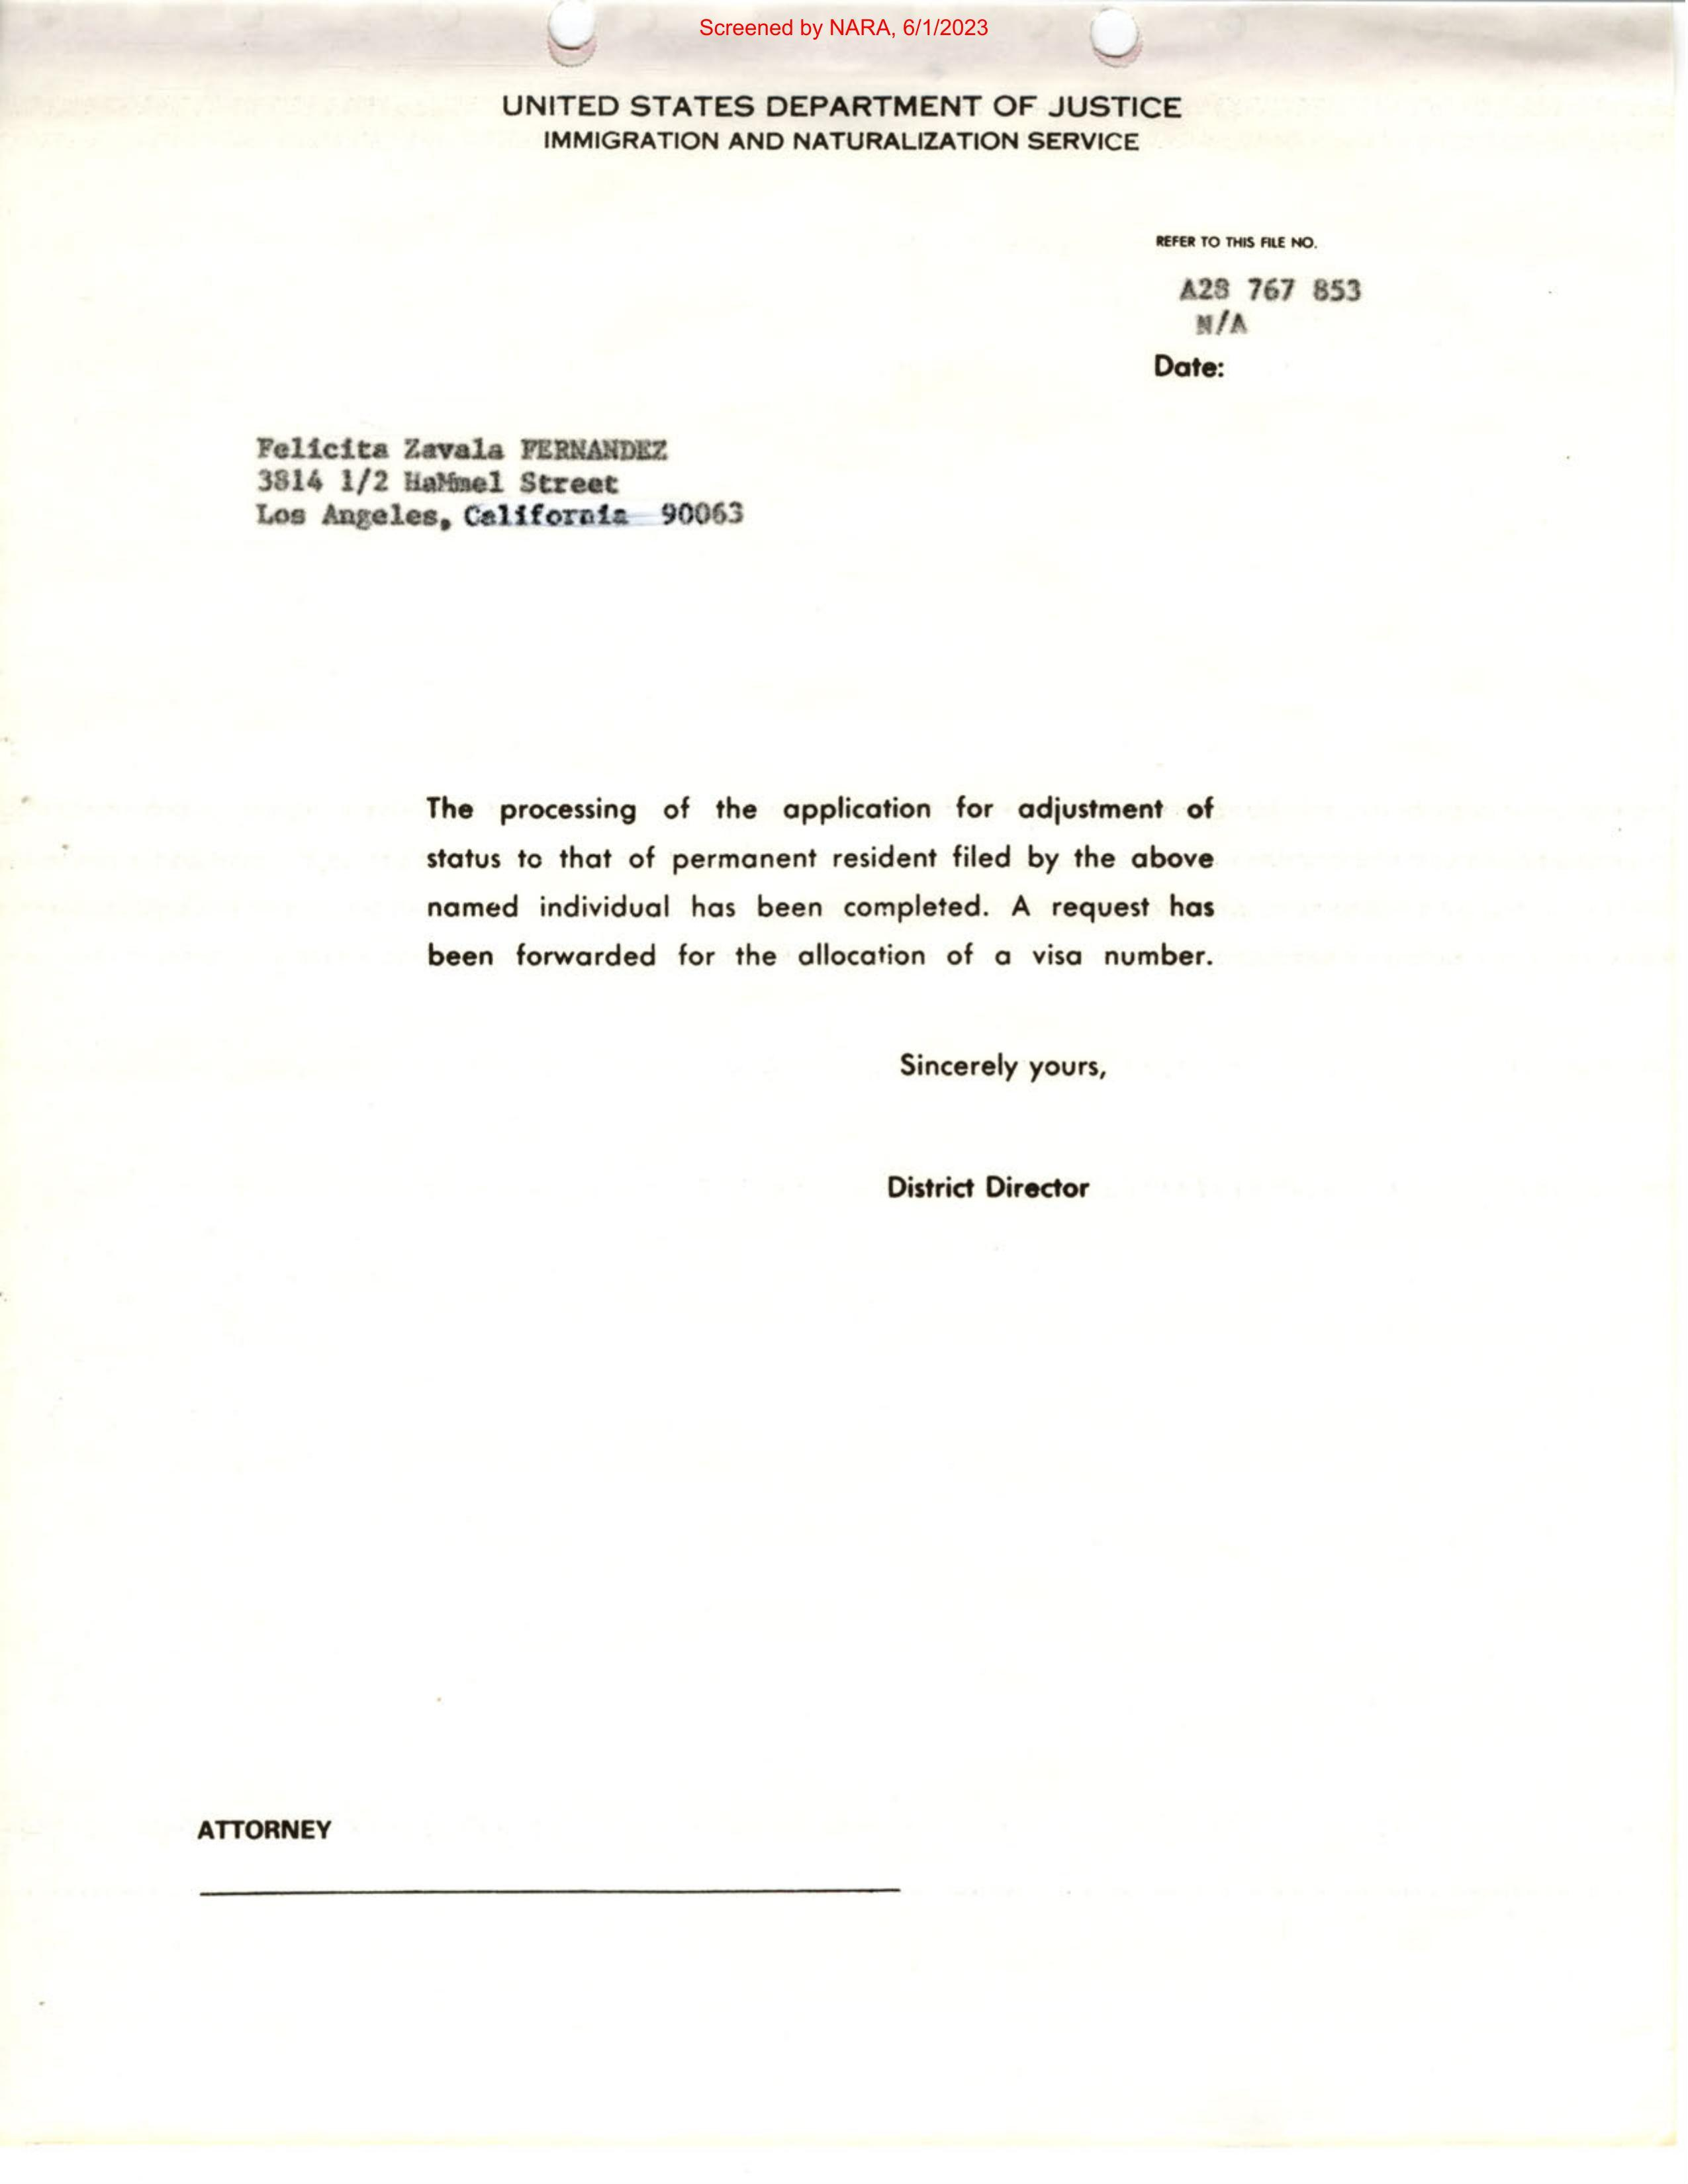 Screened by NARA, 6/1/2023
UNITED STATES DEPARTMENT OF JUSTICE
IMMIGRATION AND NATURALIZATION SERVICE
REFER TO THIS FILE NO.
A28 767 853
N/A
Date:
Felicita Zavala FERNANDEZ
3814 1/2 HaMmel Street
Los Angeles, California 90063
The processing of the application for adjustment of
status to that of permanent resident filed by the above
named individual has been completed. A request has
been forwarded for the allocation of a visa number.
Sincerely yours,
District Director
ATTORNEY